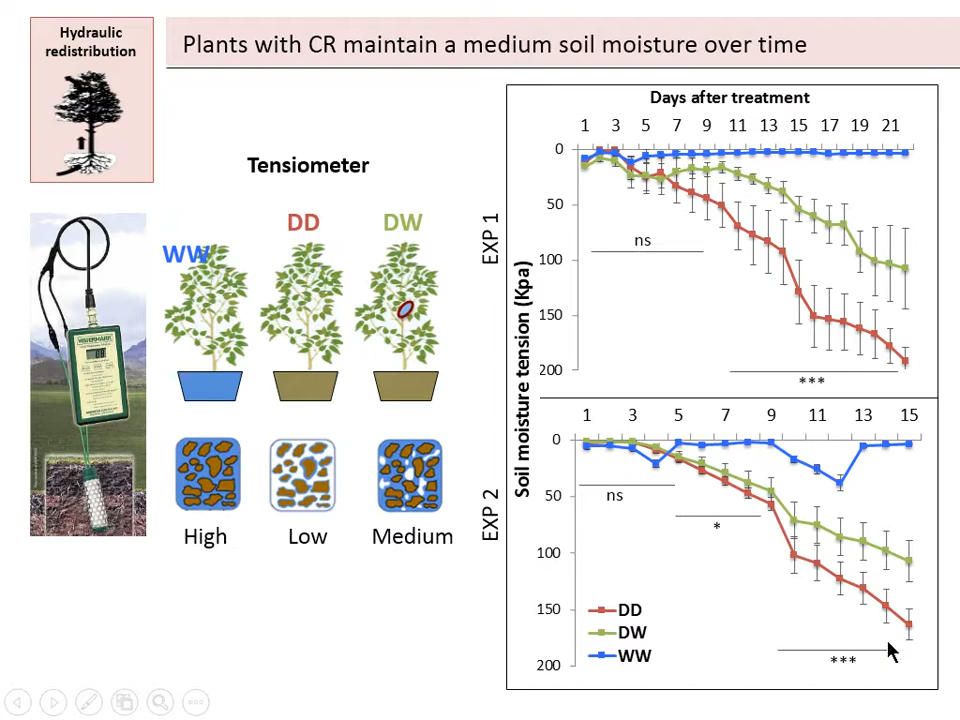 Hydraulic
redistribution
Plants with CR maintain a medium soil moisture over time
Tensiometer
WW
DD
DW
High
Low
Medium
Days after treatment
1 3 5 7 9 11 13 15 17 19 21
0
50
100
150
200
EXP 1
ns
***
Soil moisture tension (Kpa)
1 3 5 7 9 11 13 15
0
50
100
150
200
EXP 2
ns
*
***
DD
DW
WW